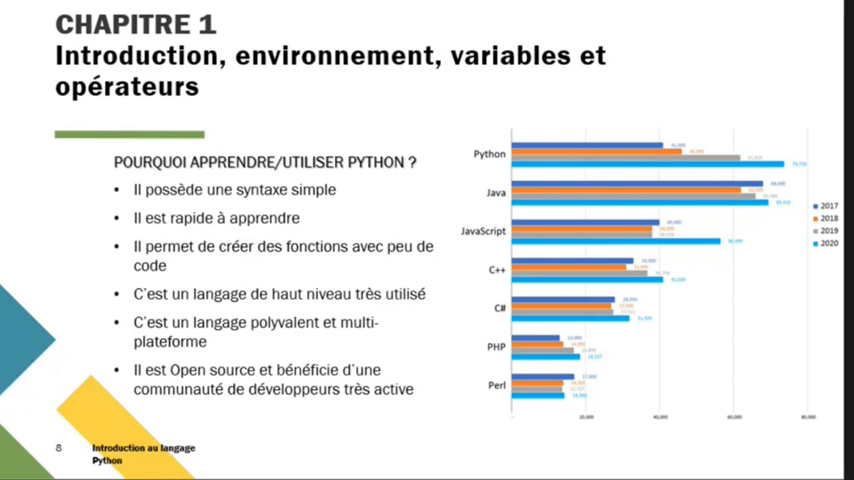 CHAPITRE 1
Introduction, environnement, variables et
opérateurs
POURQUOI APPRENDRE/UTILISER PYTHON ?
• Il possède une syntaxe simple
• Il est rapide à apprendre
• Il permet de créer des fonctions avec peu de
code
• C'est un langage de haut niveau très utilisé
• C'est un langage polyvalent et multi-
plateforme
• Il est Open source et bénéficie d'une
communauté de développeurs très active
Python
Java
JavaScript
C++
C#
PHP
Perl
20,000
40,000
60,000
80,000
2017
2018
2019
2020
8
Introduction au langage
Python